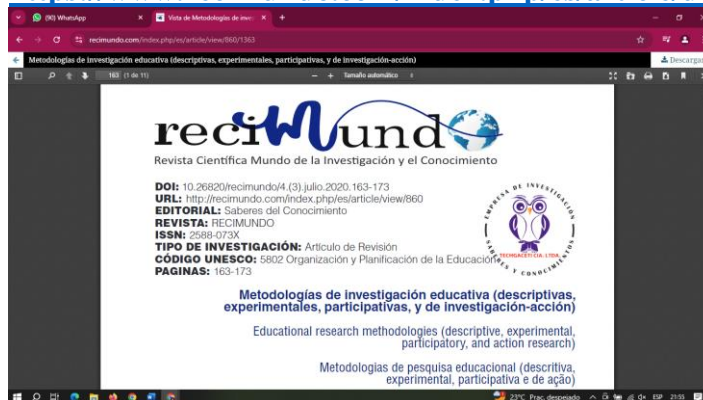 (90) WhatsApp
Vista de Metodologías de inves
recimundo.com/index.php/es/article/view/860/1363
Metodologías de investigación educativa (descriptivas, experimentales, participativas, y de investigación-acción)
Descargar
163 (1 de 11)
Tamaño automático
recimundo
Revista Científica Mundo de la Investigación y el Conocimiento
DOI: 10.26820/recimundo/4.(3).julio.2020.163-173
URL: http://recimundo.com/index.php/es/article/view/860
EDITORIAL: Saberes del Conocimiento
REVISTA: RECIMUNDO
ISSN: 2588-073X
TIPO DE INVESTIGACIÓN: Artículo de Revisión
CÓDIGO UNESCO: 5802 Organización y Planificación de la Educación
PAGINAS: 163-173
TECHGACETI CIA. LTDA.
SABERES Y CONOCIMIENTOS
Metodologías de investigación educativa (descriptivas,
experimentales, participativas, y de investigación-acción)
Educational research methodologies (descriptive, experimental,
participatory, and action research)
Metodologias de pesquisa educacional (descritiva,
experimental, participativa e de ação)
23°C Prac. despejado
ESP
21:55